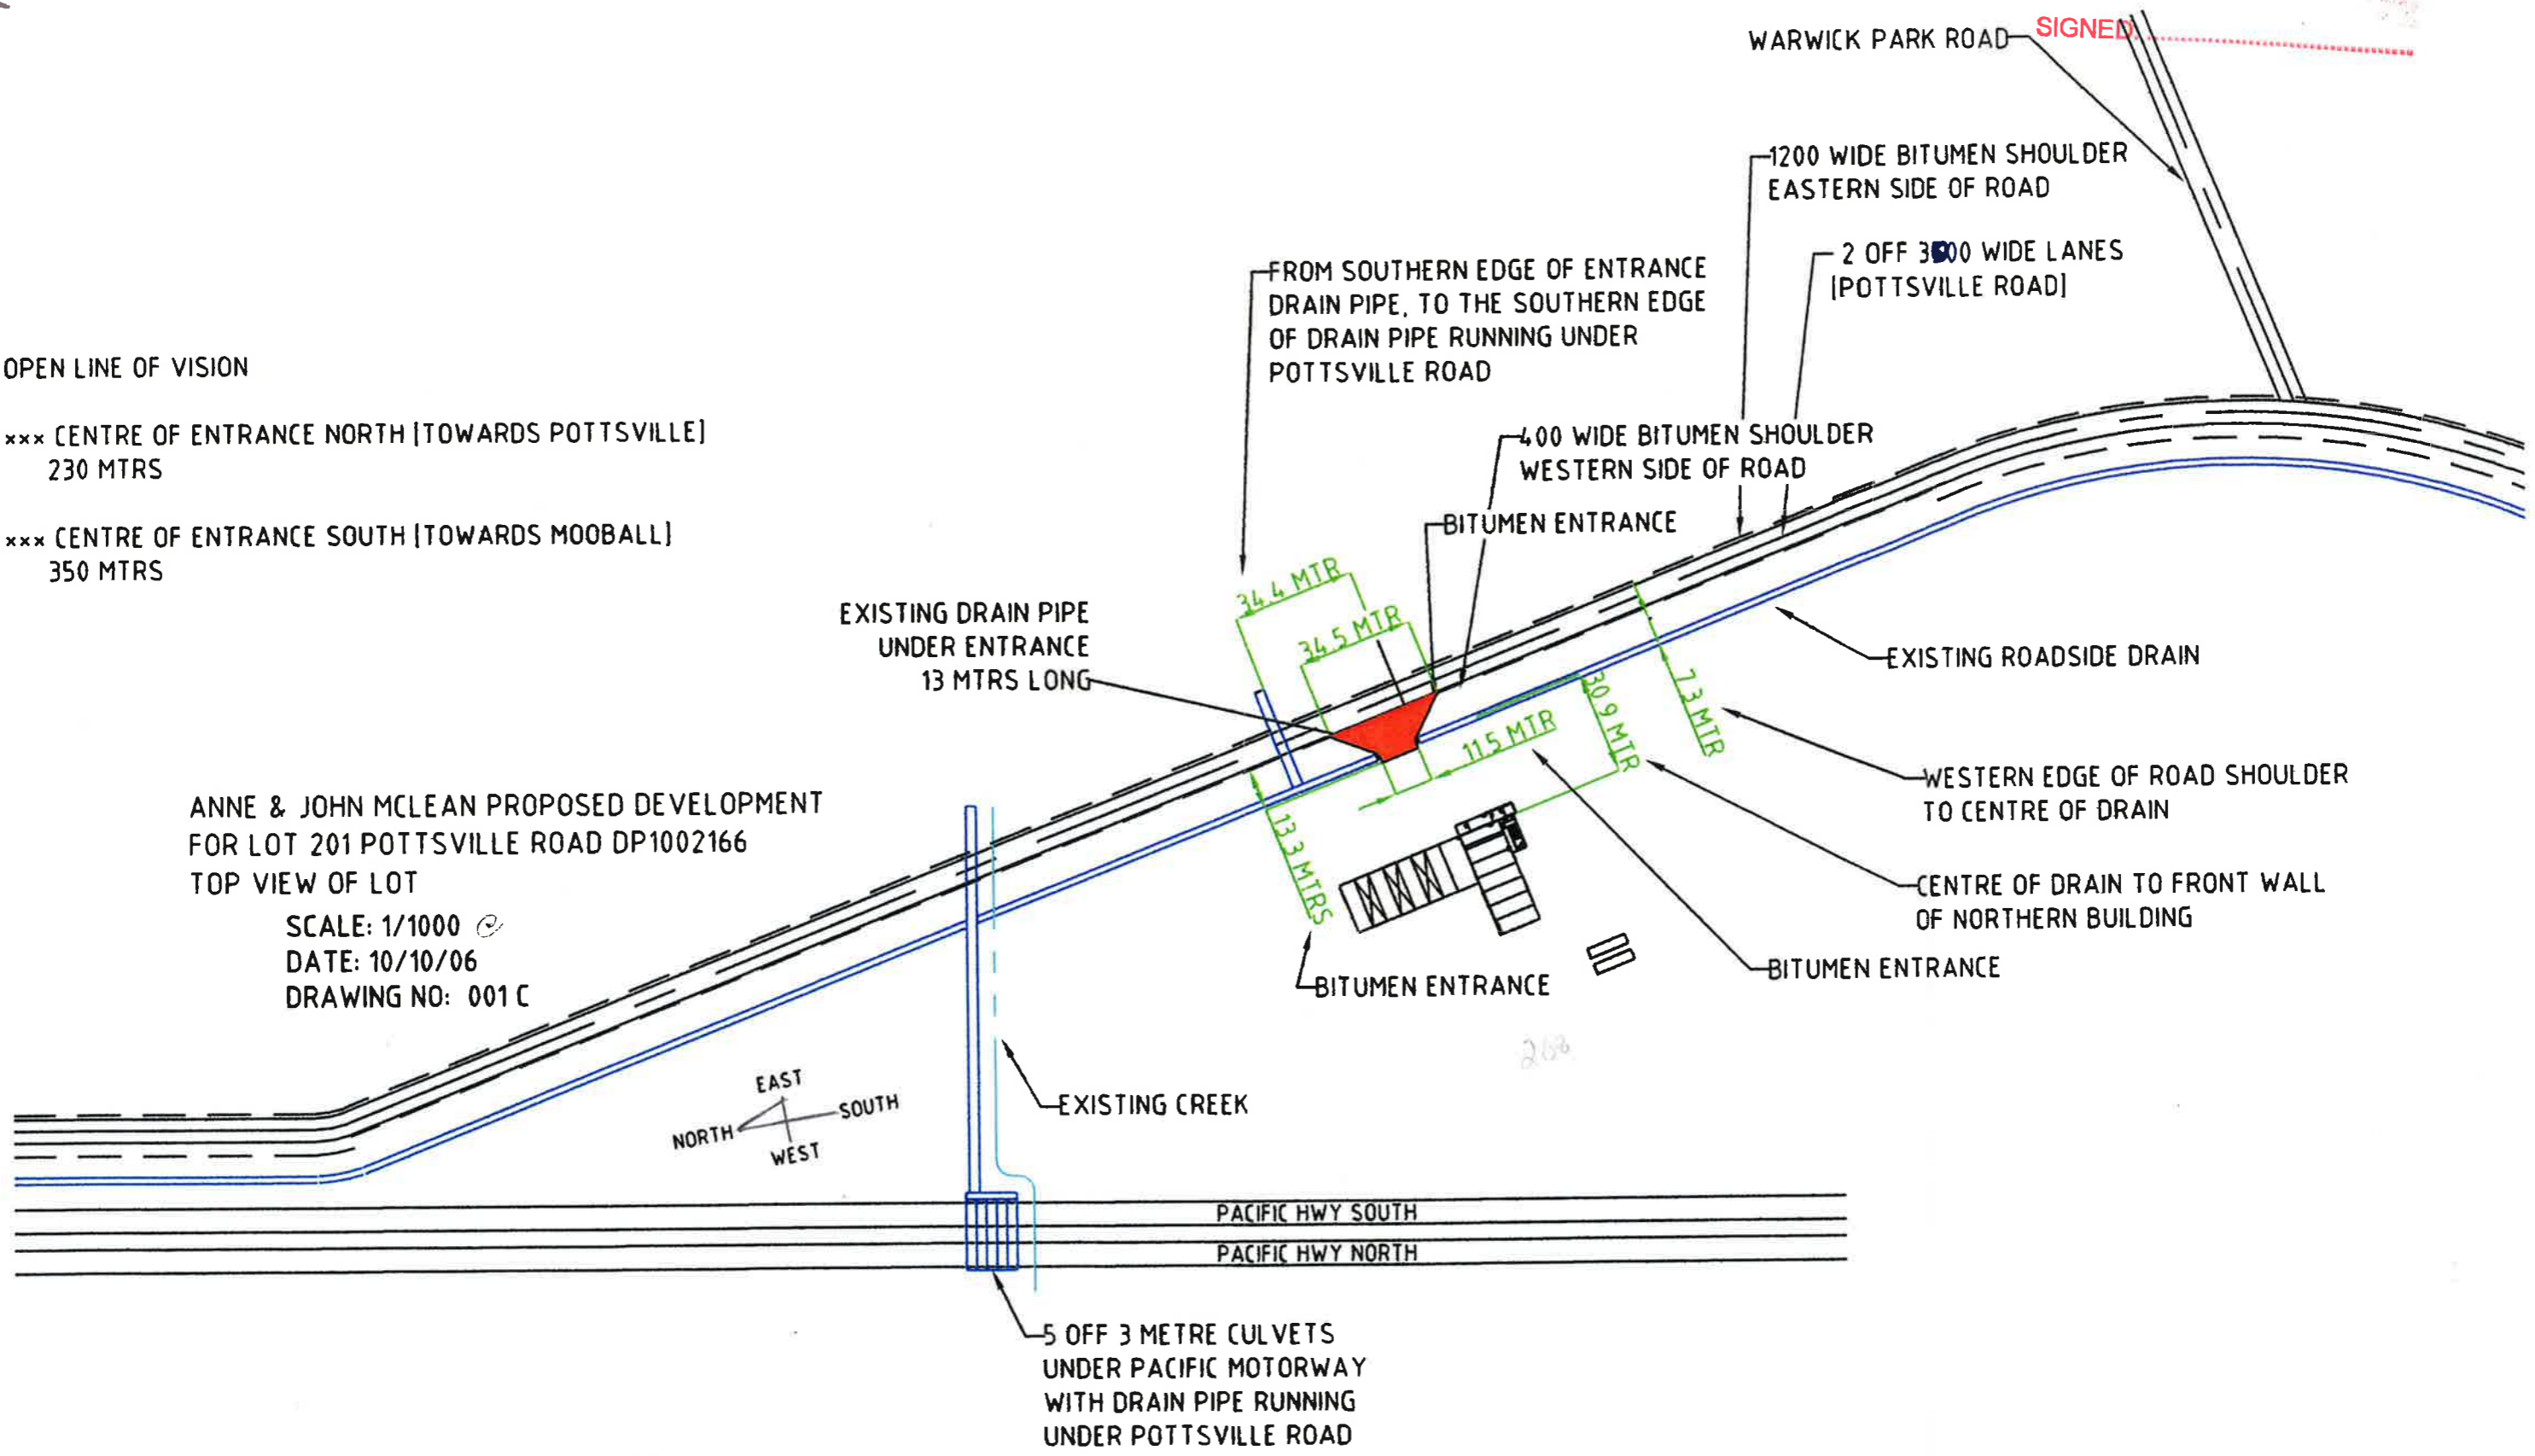 WARWICK PARK ROAD
SIGNED
1200 WIDE BITUMEN SHOULDER
EASTERN SIDE OF ROAD
2 OFF 3 00 WIDE LANES
[POTTSVILLE ROAD]
FROM SOUTHERN EDGE OF ENTRANCE
DRAIN PIPE, TO THE SOUTHERN EDGE
OF DRAIN PIPE RUNNING UNDER
POTTSVILLE ROAD
OPEN LINE OF VISION
xxx CENTRE OF ENTRANCE NORTH [TOWARDS POTTSVILLE]
230 MTRS
xxx CENTRE OF ENTRANCE SOUTH [TOWARDS MOOBALL]
350 MTRS
400 WIDE BITUMEN SHOULDER
WESTERN SIDE OF ROAD
BITUMEN ENTRANCE
34.4 MTR
34.5 MTR
EXISTING DRAIN PIPE
UNDER ENTRANCE
13 MTRS LONG
EXISTING ROADSIDE DRAIN
7.3 MTR
30.9 MTR
11.5 MTR
13.3 MTRS
WESTERN EDGE OF ROAD SHOULDER
TO CENTRE OF DRAIN
CENTRE OF DRAIN TO FRONT WALL
OF NORTHERN BUILDING
BITUMEN ENTRANCE
BITUMEN ENTRANCE
ANNE & JOHN MCLEAN PROPOSED DEVELOPMENT
FOR LOT 201 POTTSVILLE ROAD DP1002166
TOP VIEW OF LOT
SCALE: 1/1000
DATE: 10/10/06
DRAWING NO: 001 C
EAST
SOUTH
NORTH
WEST
EXISTING CREEK
PACIFIC HWY SOUTH
PACIFIC HWY NORTH
5 OFF 3 METRE CULVETS
UNDER PACIFIC MOTORWAY
WITH DRAIN PIPE RUNNING
UNDER POTTSVILLE ROAD